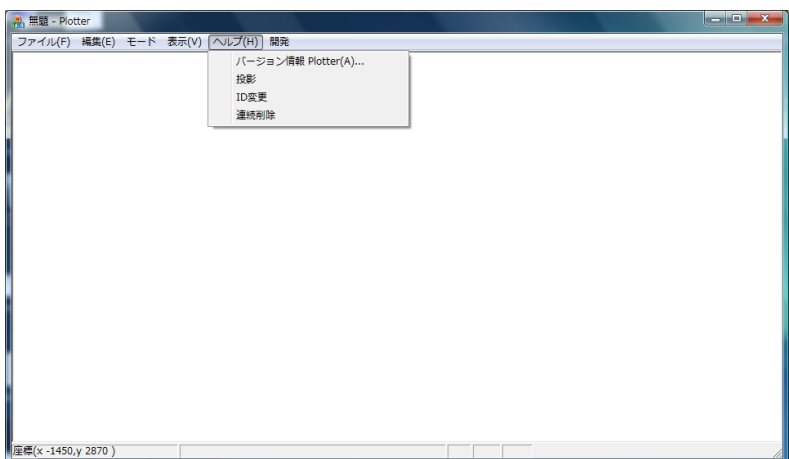 無題 - Plotter
ファイル(F) 編集(E) モード 表示(V) ヘルプ(H) 開発
バージョン情報 Plotter(A)...
投影
ID変更
連続削除
座標(x -1450,y 2870 )